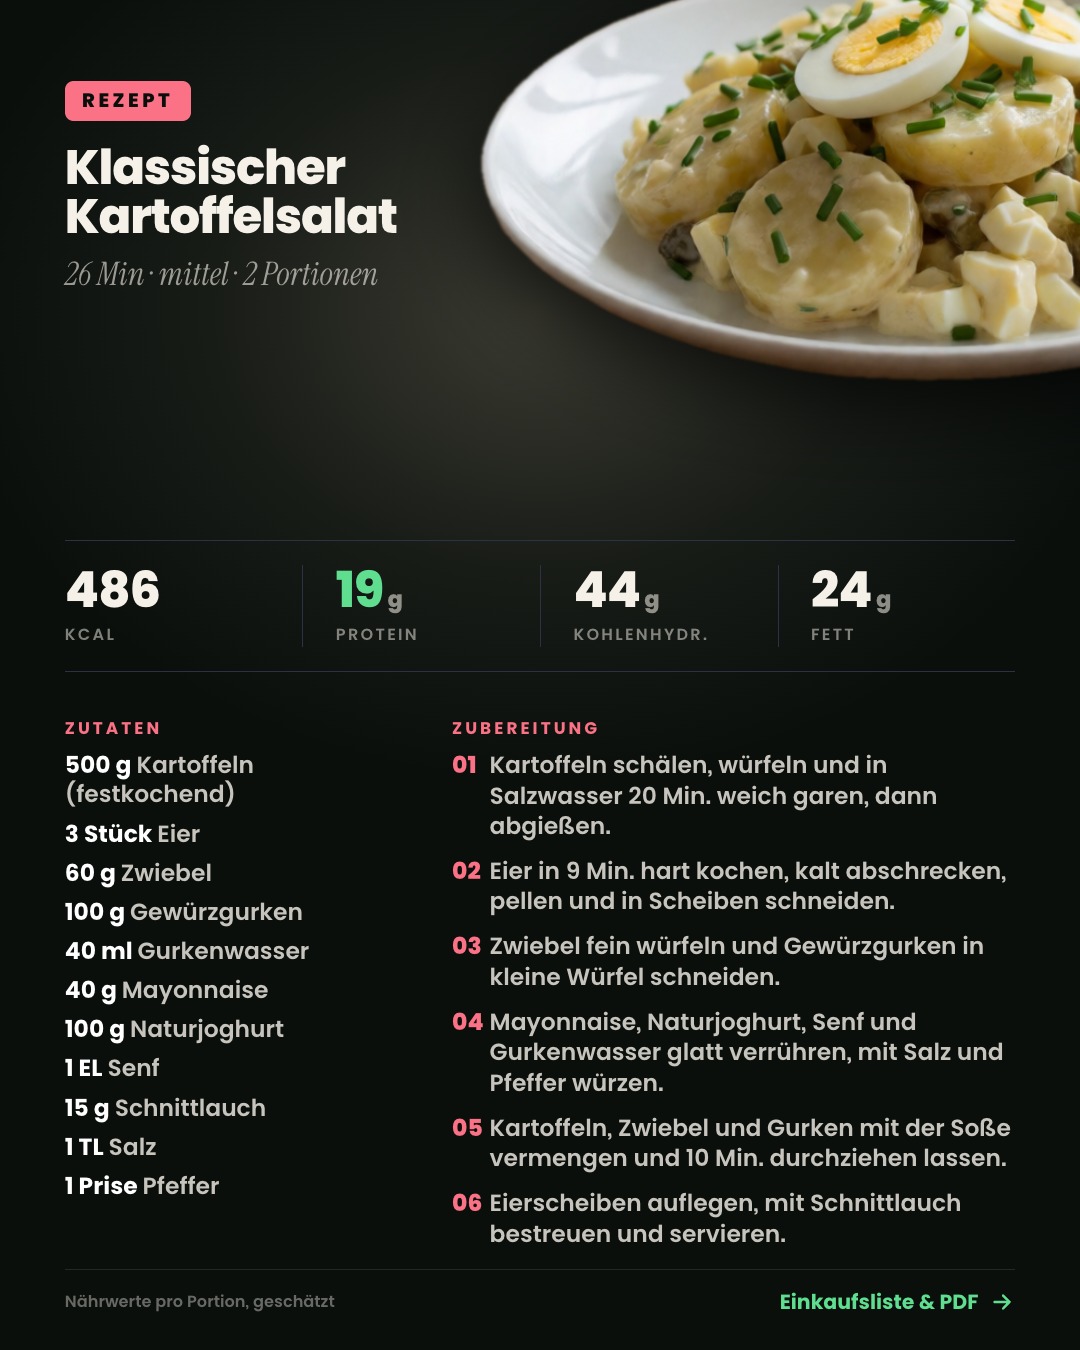 REZEPT
Klassischer
Kartoffelsalat
26 Min · mittel · 2 Portionen
486
KCAL
19 g
PROTEIN
44 g
KOHLENHYDR.
24 g
FETT
ZUTATEN
500 g Kartoffeln
(festkochend)
3 Stück Eier
60 g Zwiebel
100 g Gewürzgurken
40 ml Gurkenwasser
40 g Mayonnaise
100 g Naturjoghurt
1 EL Senf
15 g Schnittlauch
1 TL Salz
1 Prise Pfeffer
ZUBEREITUNG
01 Kartoffeln schälen, würfeln und in
Salzwasser 20 Min. weich garen, dann
abgießen.
02 Eier in 9 Min. hart kochen, kalt abschrecken,
pellen und in Scheiben schneiden.
03 Zwiebel fein würfeln und Gewürzgurken in
kleine Würfel schneiden.
04 Mayonnaise, Naturjoghurt, Senf und
Gurkenwasser glatt verrühren, mit Salz und
Pfeffer würzen.
05 Kartoffeln, Zwiebel und Gurken mit der Soße
vermengen und 10 Min. durchziehen lassen.
06 Eierscheiben auflegen, mit Schnittlauch
bestreuen und servieren.
Nährwerte pro Portion, geschätzt
Einkaufsliste & PDF →